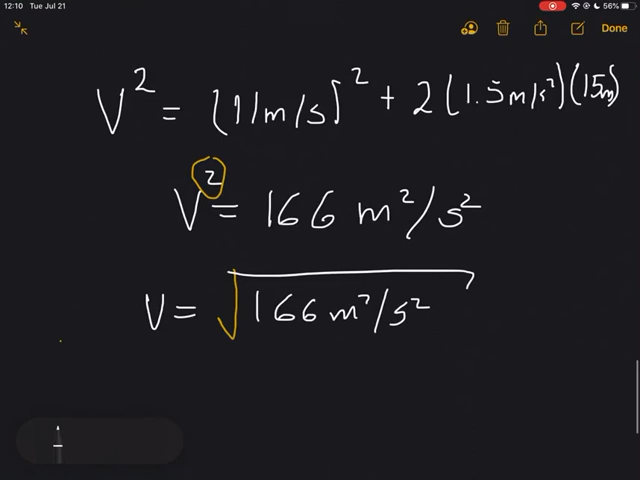 12:10 Tue Jul 21 56%
Done
V² = (11m/s)² + 2(1.5m/s²)(15m)
V² = 166 m²/s²
V = √166 m²/s²